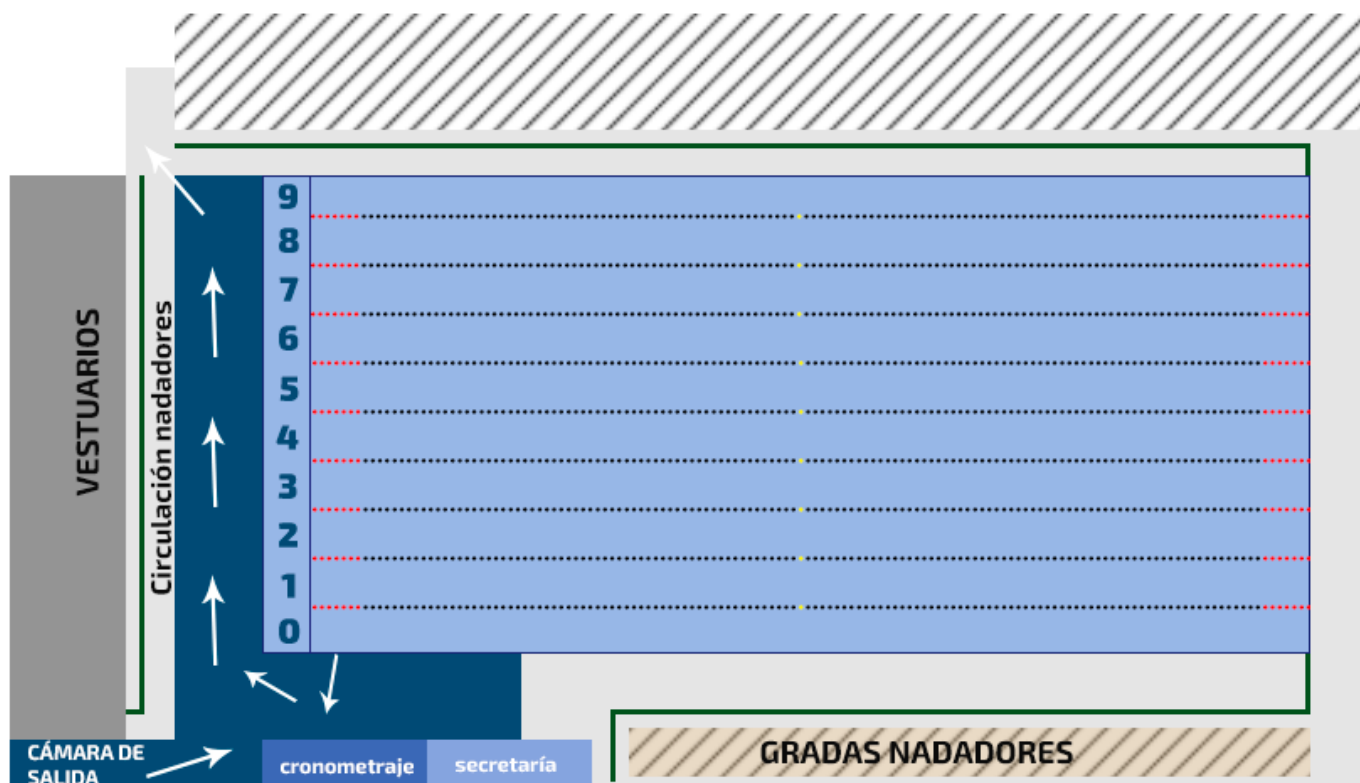 9
8
7
6
5
4
3
2
1
0
VESTUARIOS
Circulación nadadores
CÁMARA DE
SALIDA
cronometraje
secretaría
GRADAS NADADORES